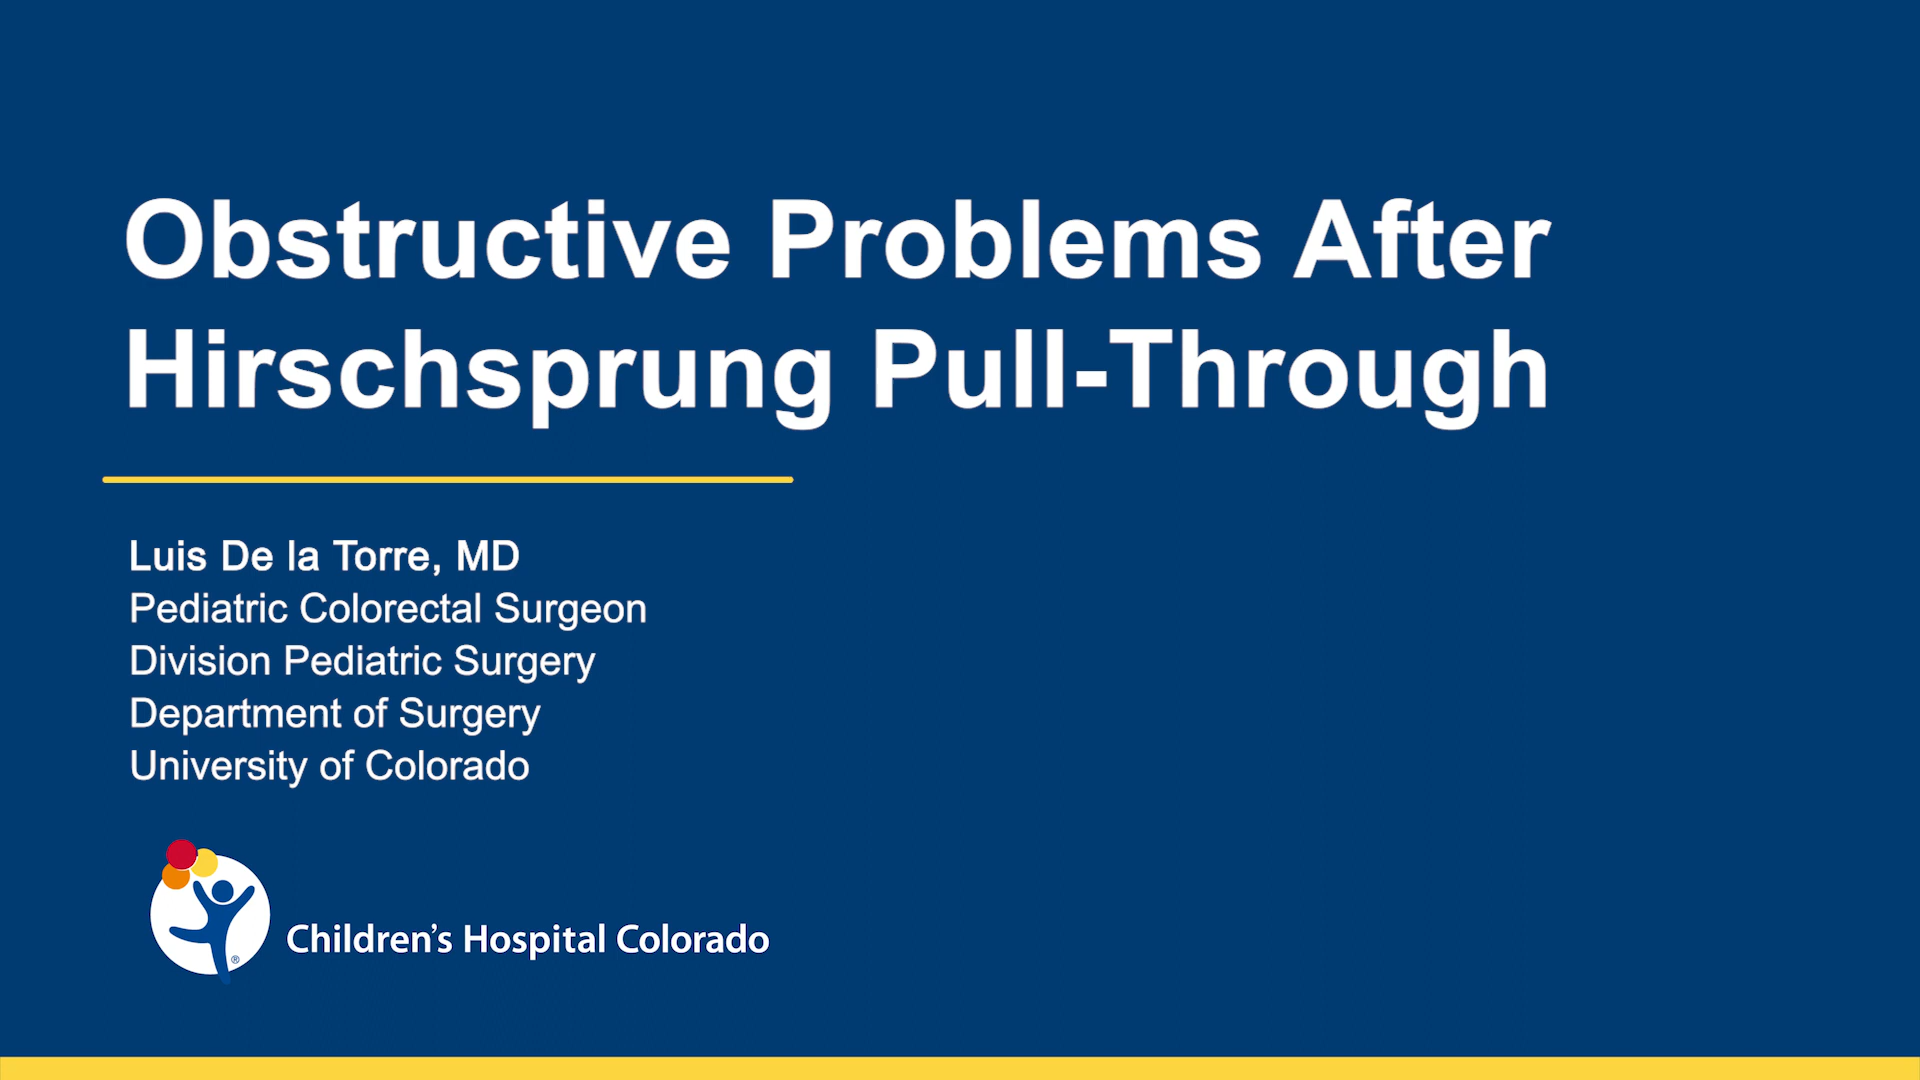 Obstructive Problems After
Hirschsprung Pull-Through
Luis De la Torre, MD
Pediatric Colorectal Surgeon
Division Pediatric Surgery
Department of Surgery
University of Colorado
®
Children's Hospital Colorado